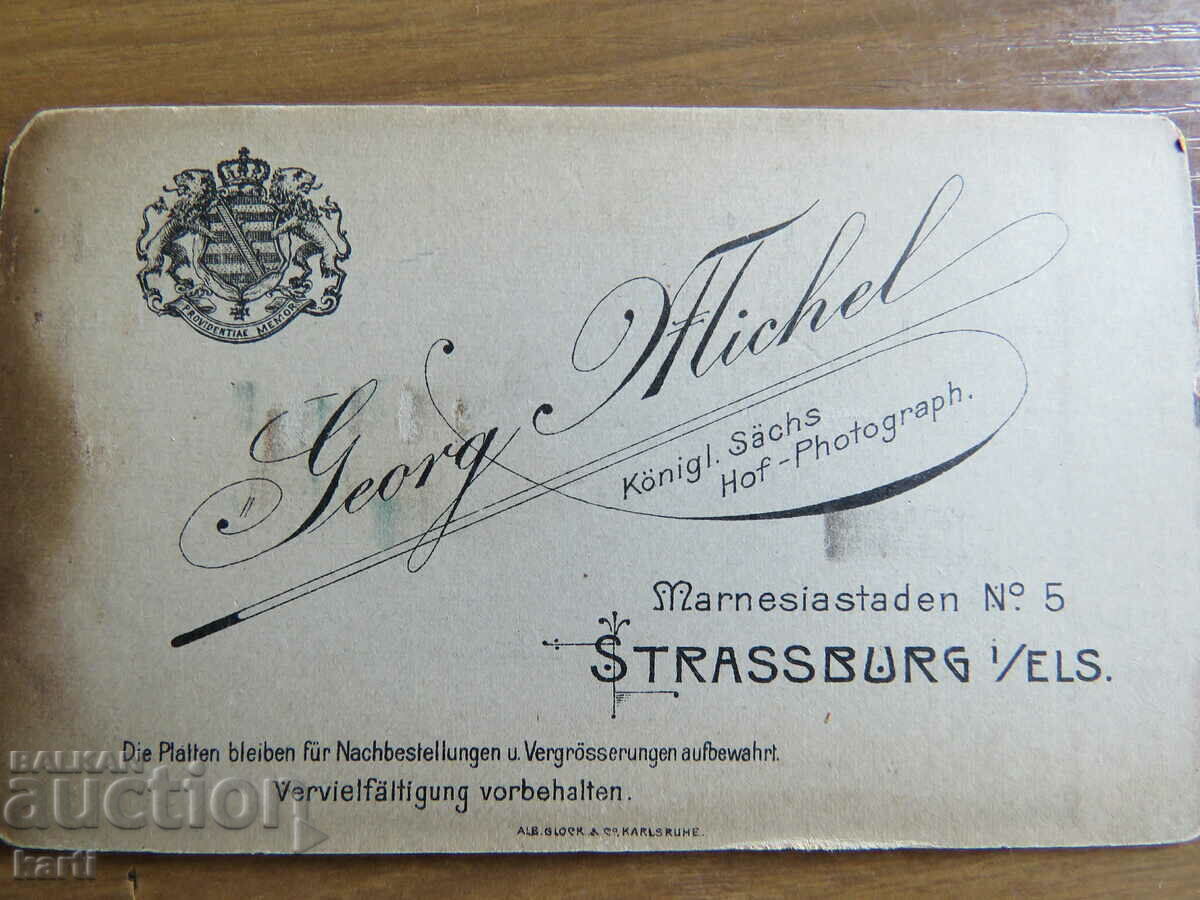 PROVIDENTIAE MEMOR
Georg Michel
Königl. Sächs
Hof-Photograph.
Marnesiastaden No. 5
STRASSBURG i/ELS.
Die Platten bleiben für Nachbestellungen u. Vergrösserungen aufbewahrt.
Vervielfältigung vorbehalten.
ALB. GLOCK & Co, KARLSRUHE.
BALKAN
auction
karti